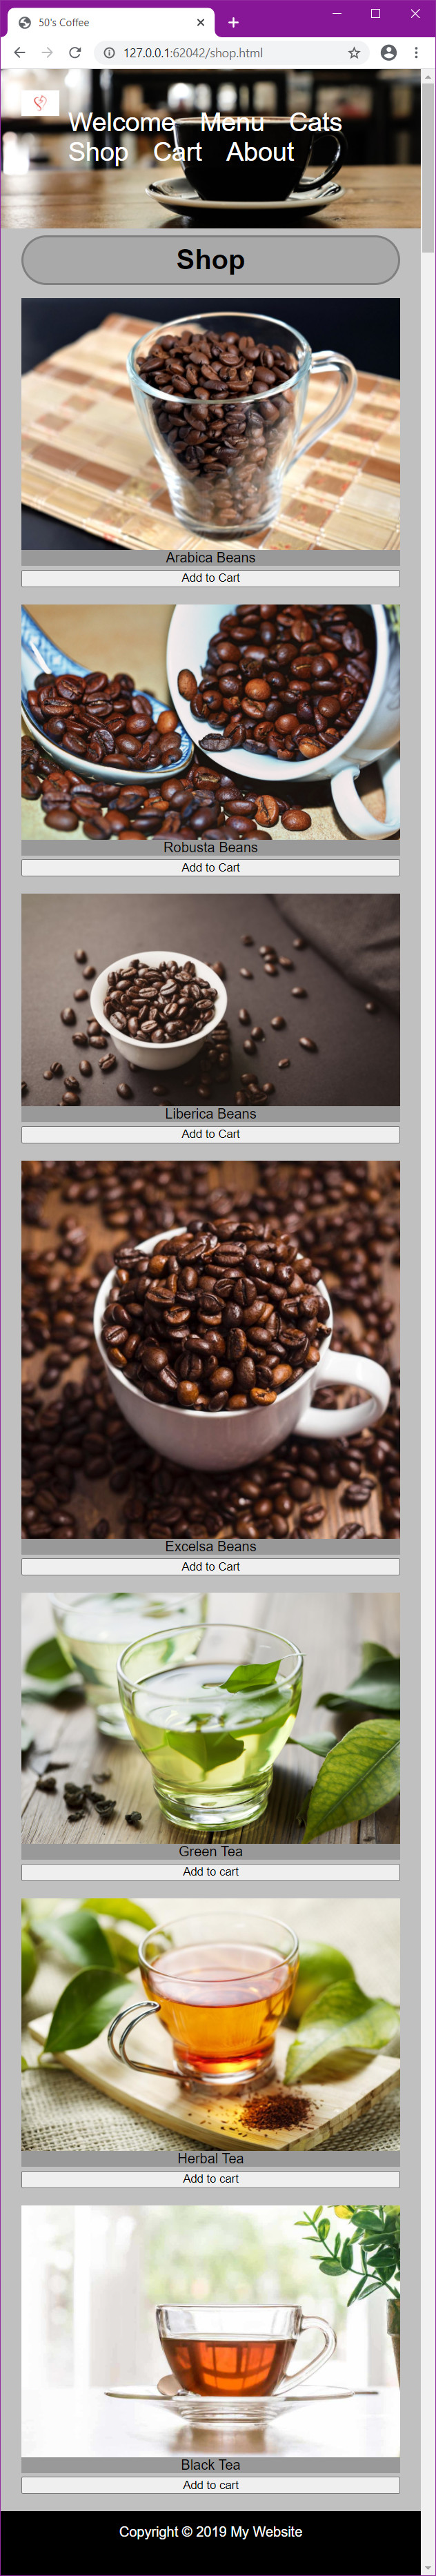 50's Coffee
127.0.0.1:62042/shop.html
Welcome Menu Cats
Shop Cart About
Shop
Arabica Beans
Add to Cart
Robusta Beans
Add to Cart
Liberica Beans
Add to Cart
Excelsa Beans
Add to Cart
Green Tea
Add to cart
Herbal Tea
Add to cart
Black Tea
Add to cart
Copyright © 2019 My Website